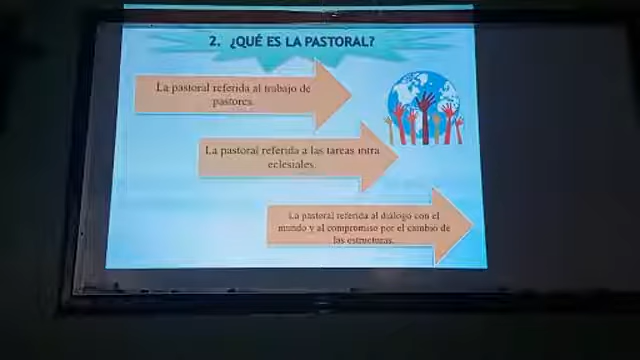 2. ¿QUÉ ES LA PASTORAL?
La pastoral referida al trabajo de
pastores.
La pastoral referida a las tareas intra
eclesiales.
La pastoral referida al diálogo con el
mundo y al compromiso por el cambio de
las estructuras.